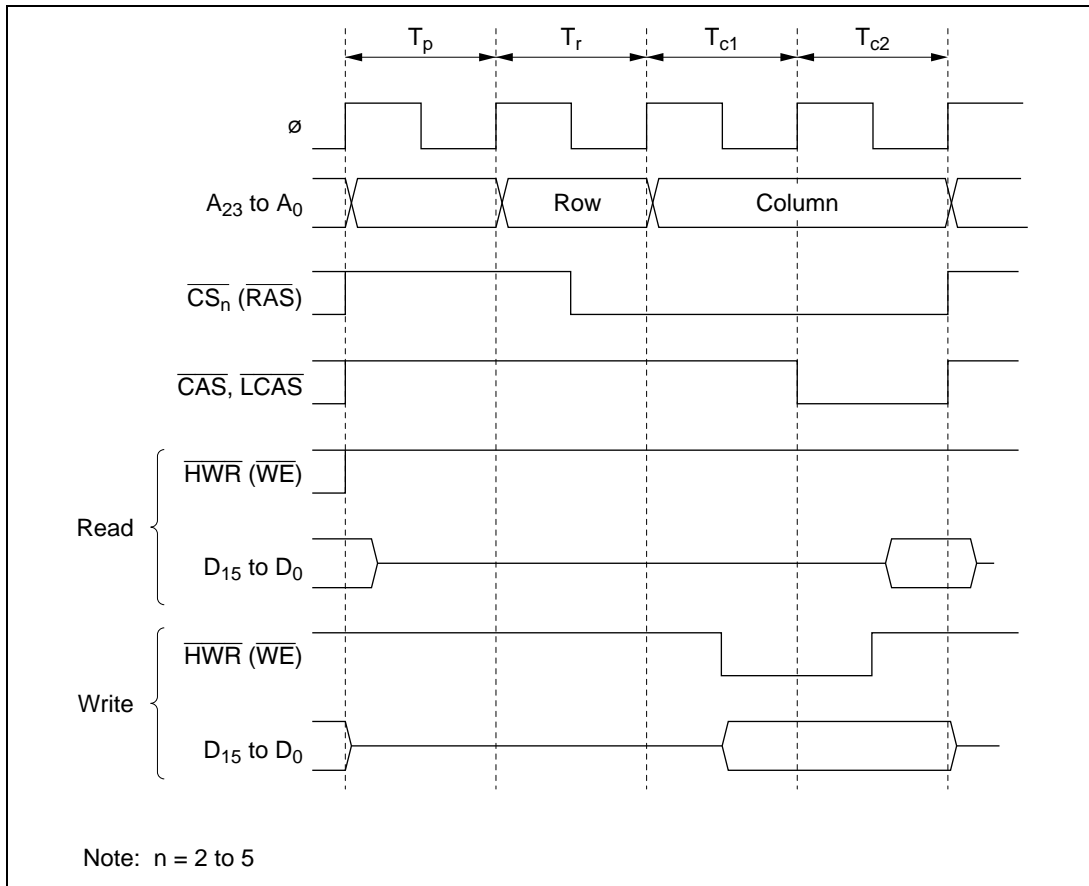 Tp Tr Tc1 Tc2
ø
A23 to A0 Row Column
CSn (RAS)
CAS, LCAS
HWR (WE)
Read
D15 to D0
HWR (WE)
Write
D15 to D0
Note: n = 2 to 5